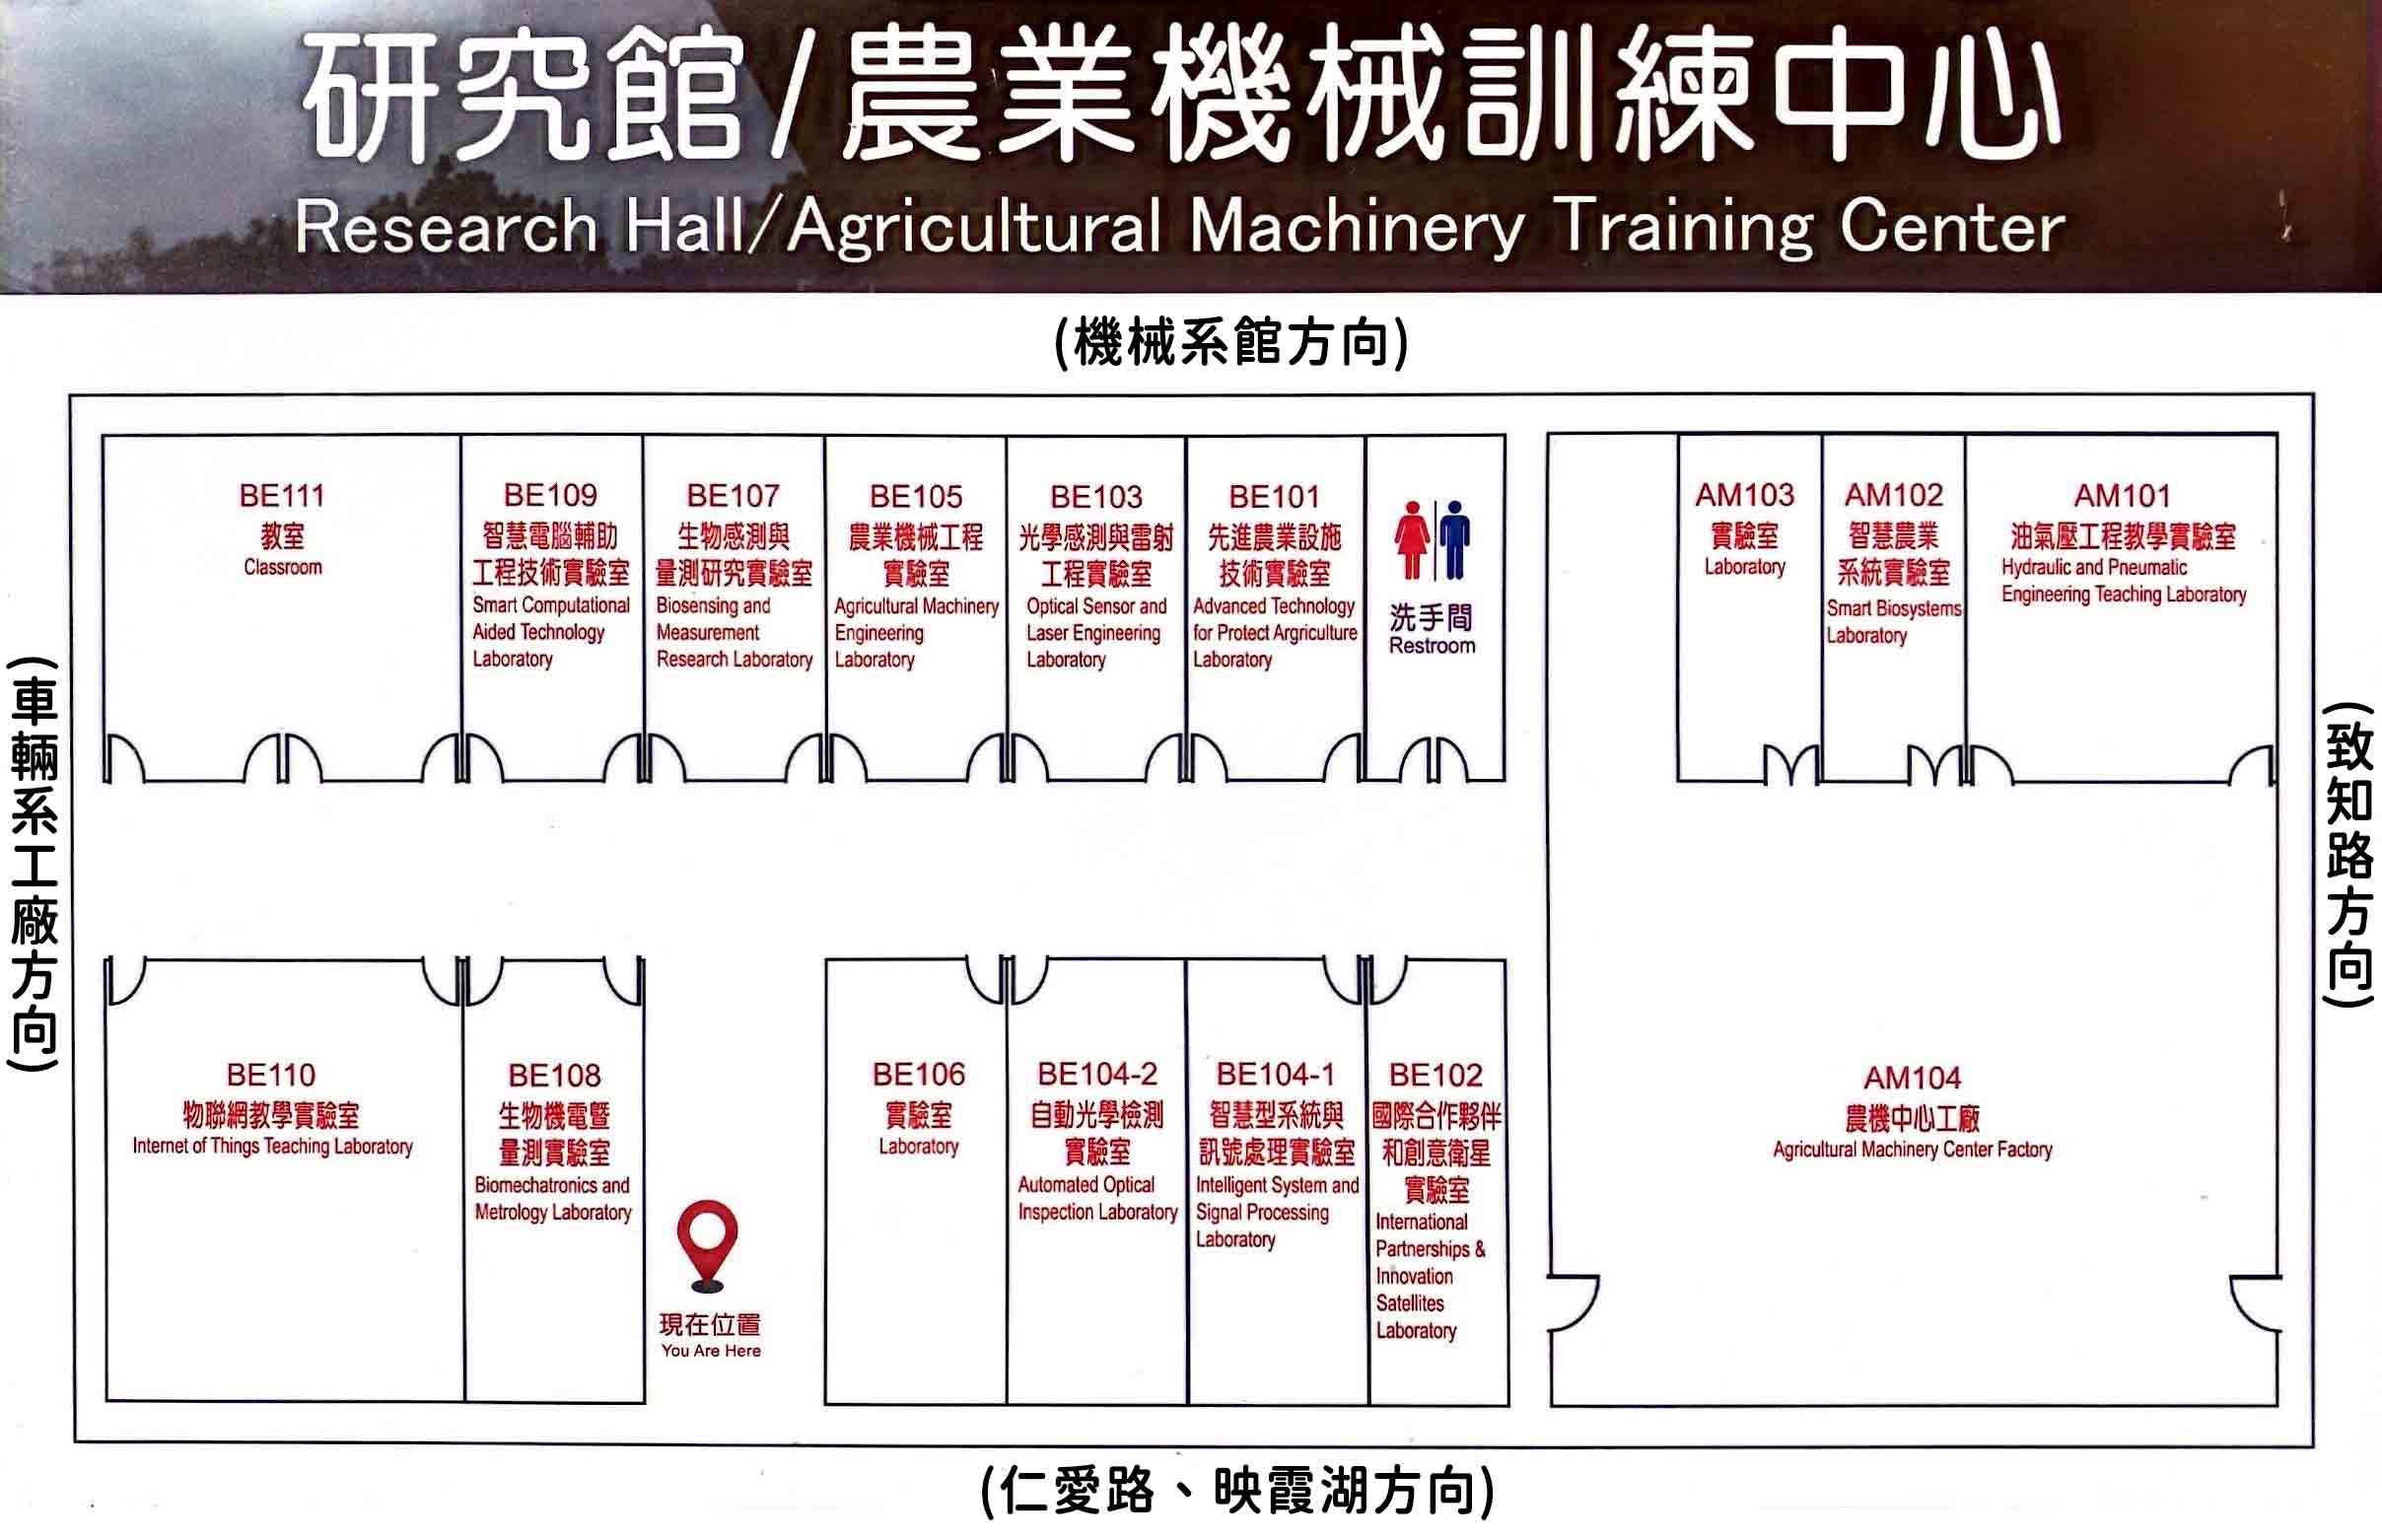 研究館/農業機械訓練中心
Research Hall/Agricultural Machinery Training Center
(機械系館方向)
(車輛系工廠方向)
BE111
教室
Classroom
BE109
智慧電腦輔助
工程技術實驗室
Smart Computational
Aided Technology
Laboratory
BE107
生物感測與
量測研究實驗室
Biosensing and
Measurement
Research Laboratory
BE105
農業機械工程
實驗室
Agricultural Machinery
Engineering
Laboratory
BE103
光學感測與雷射
工程實驗室
Optical Sensor and
Laser Engineering
Laboratory
BE101
先進農業設施
技術實驗室
Advanced Technology
for Protect Argriculture
Laboratory
洗手間
Restroom
AM103
實驗室
Laboratory
AM102
智慧農業
系統實驗室
Smart Biosystems
Laboratory
AM101
油氣壓工程教學實驗室
Hydraulic and Pneumatic
Engineering Teaching Laboratory
(致知路方向)
BE110
物聯網教學實驗室
Internet of Things Teaching Laboratory
BE108
生物機電暨
量測實驗室
Biomechatronics and
Metrology Laboratory
現在位置
You Are Here
BE106
實驗室
Laboratory
BE104-2
自動光學檢測
實驗室
Automated Optical
Inspection Laboratory
BE104-1
智慧型系統與
訊號處理實驗室
Intelligent System and
Signal Processing
Laboratory
BE102
國際合作夥伴
和創意衛星
實驗室
International
Partnerships &
Innovation
Satellites
Laboratory
AM104
農機中心工廠
Agricultural Machinery Center Factory
(仁愛路、映霞湖方向)